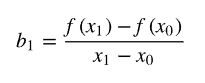 b₁ = (f (x₁) − f (x₀)) / (x₁ − x₀)